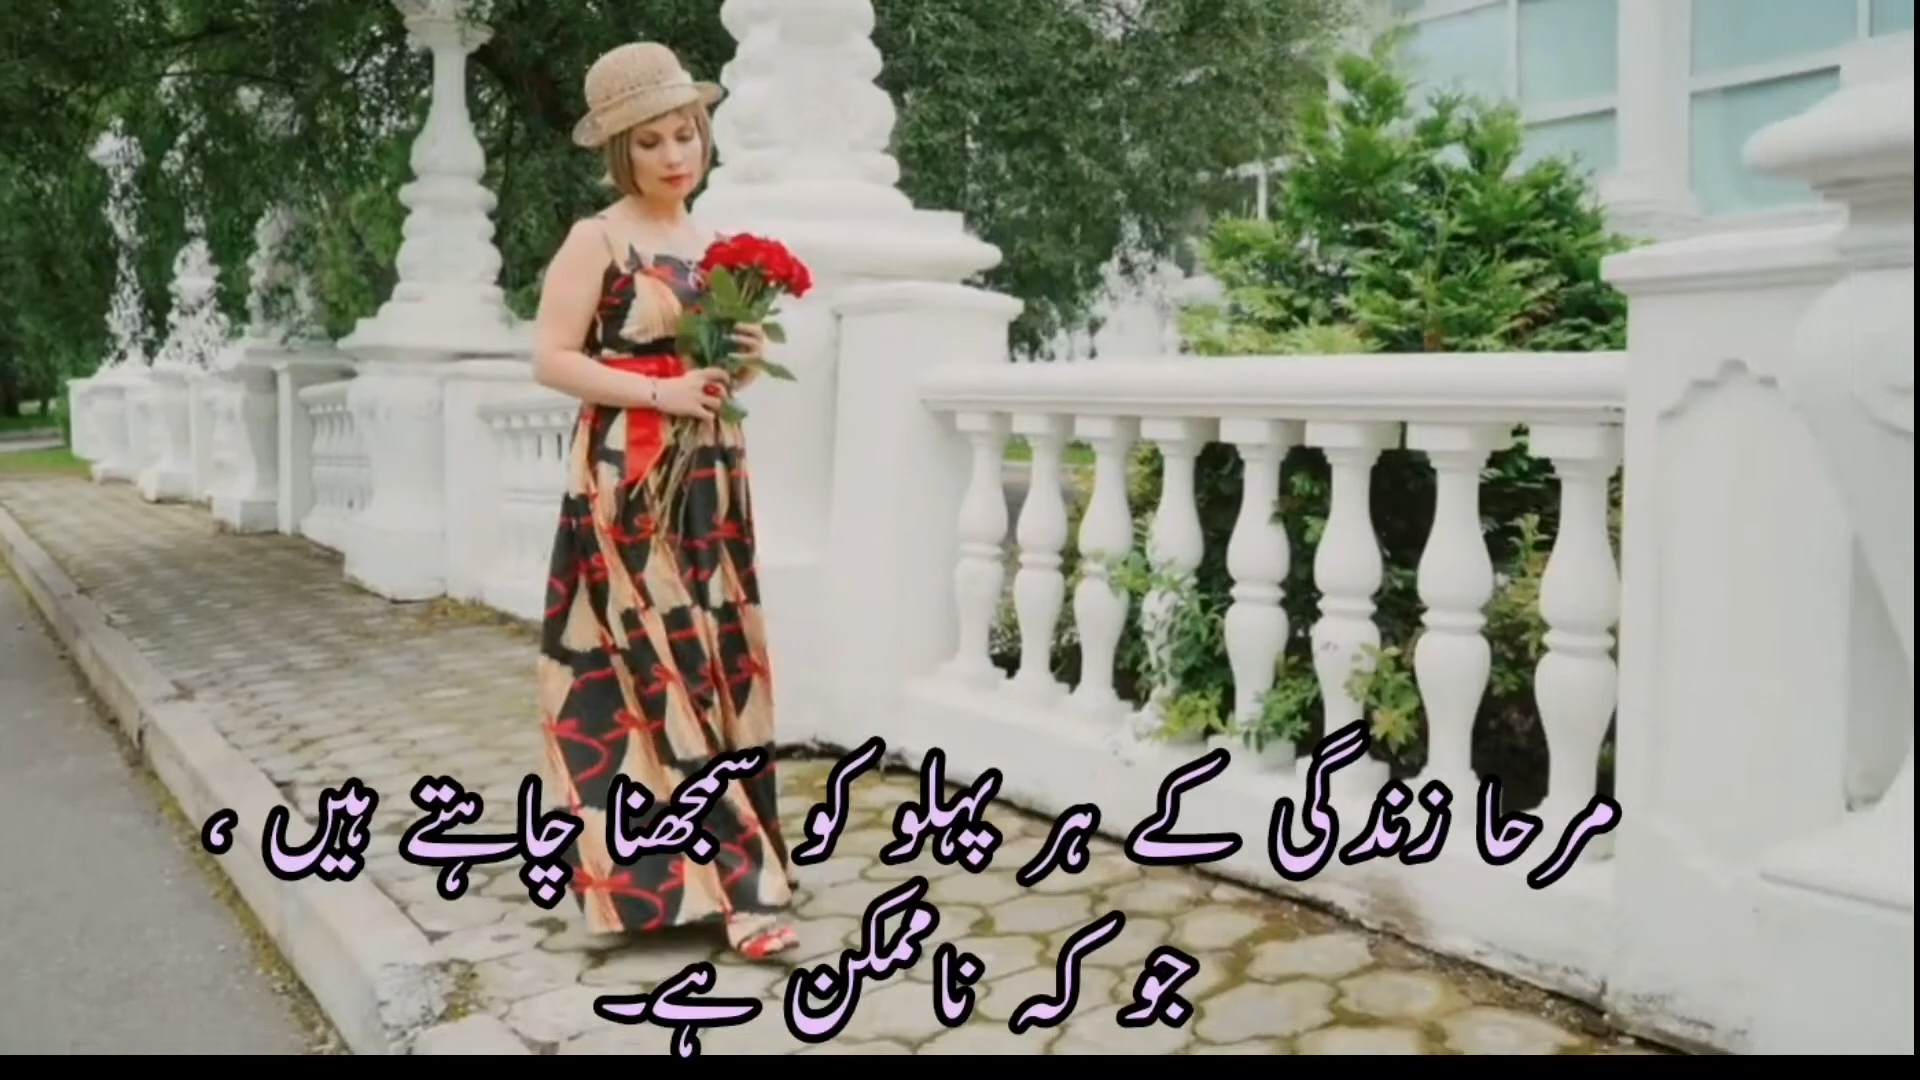 مرحا زندگی کے ہر پہلو کو سمجھنا چاہتے ہیں ،
جو کہ ناممکن ہے۔